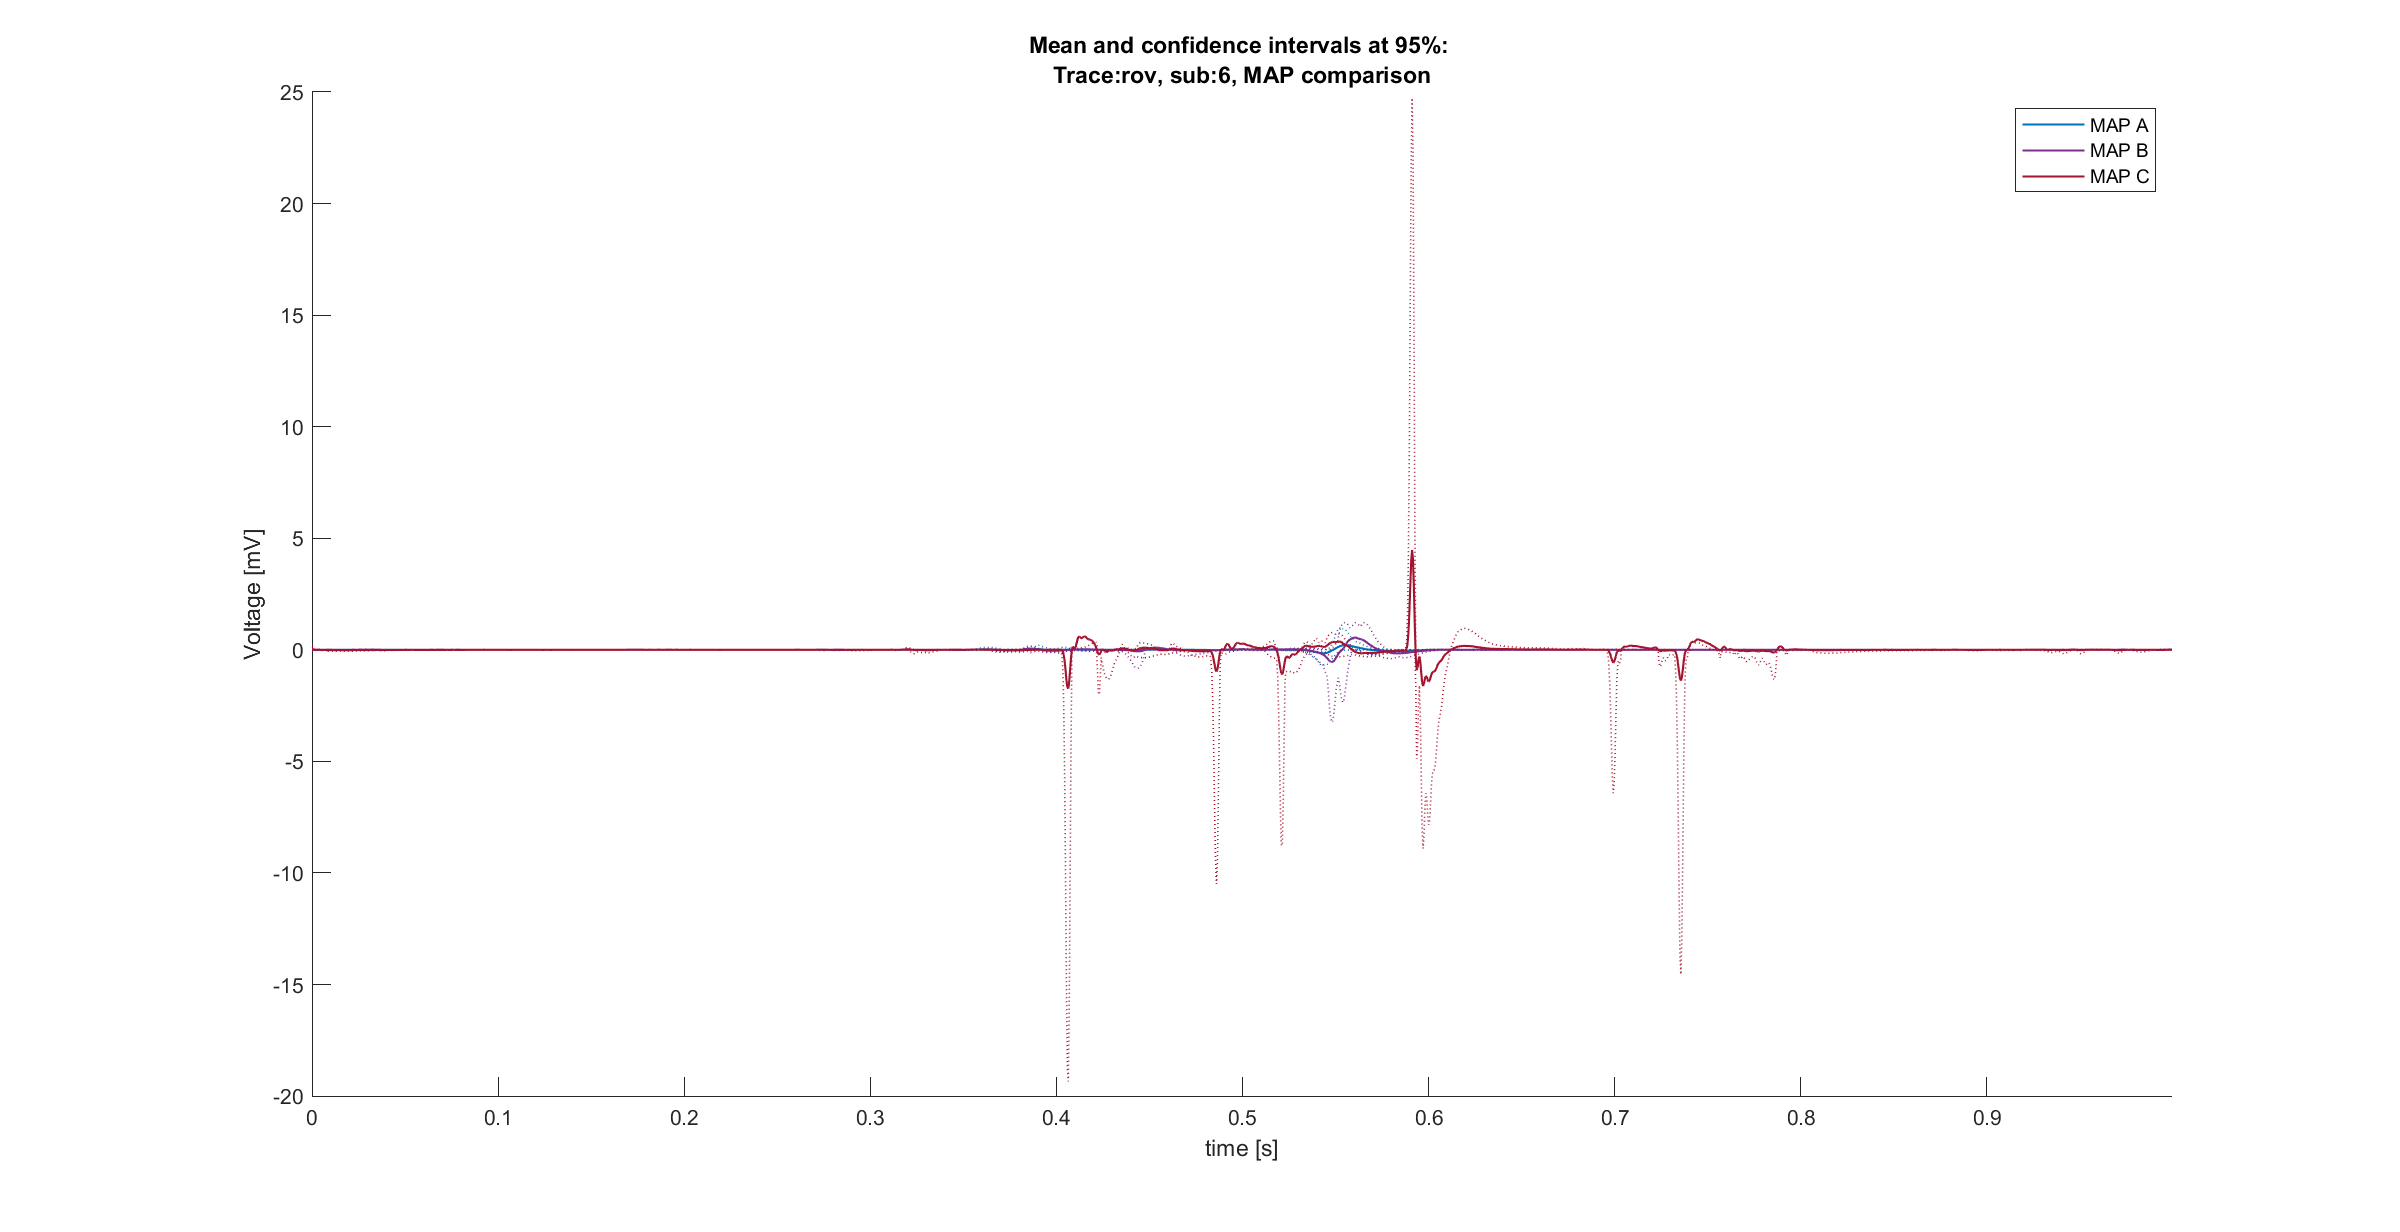 Mean and confidence intervals at 95%:
Trace:rov, sub:6, MAP comparison
25
20
15
10
5
0
-5
-10
-15
-20
Voltage [mV]
MAP A
MAP B
MAP C
0 0.1 0.2 0.3 0.4 0.5 0.6 0.7 0.8 0.9
time [s]